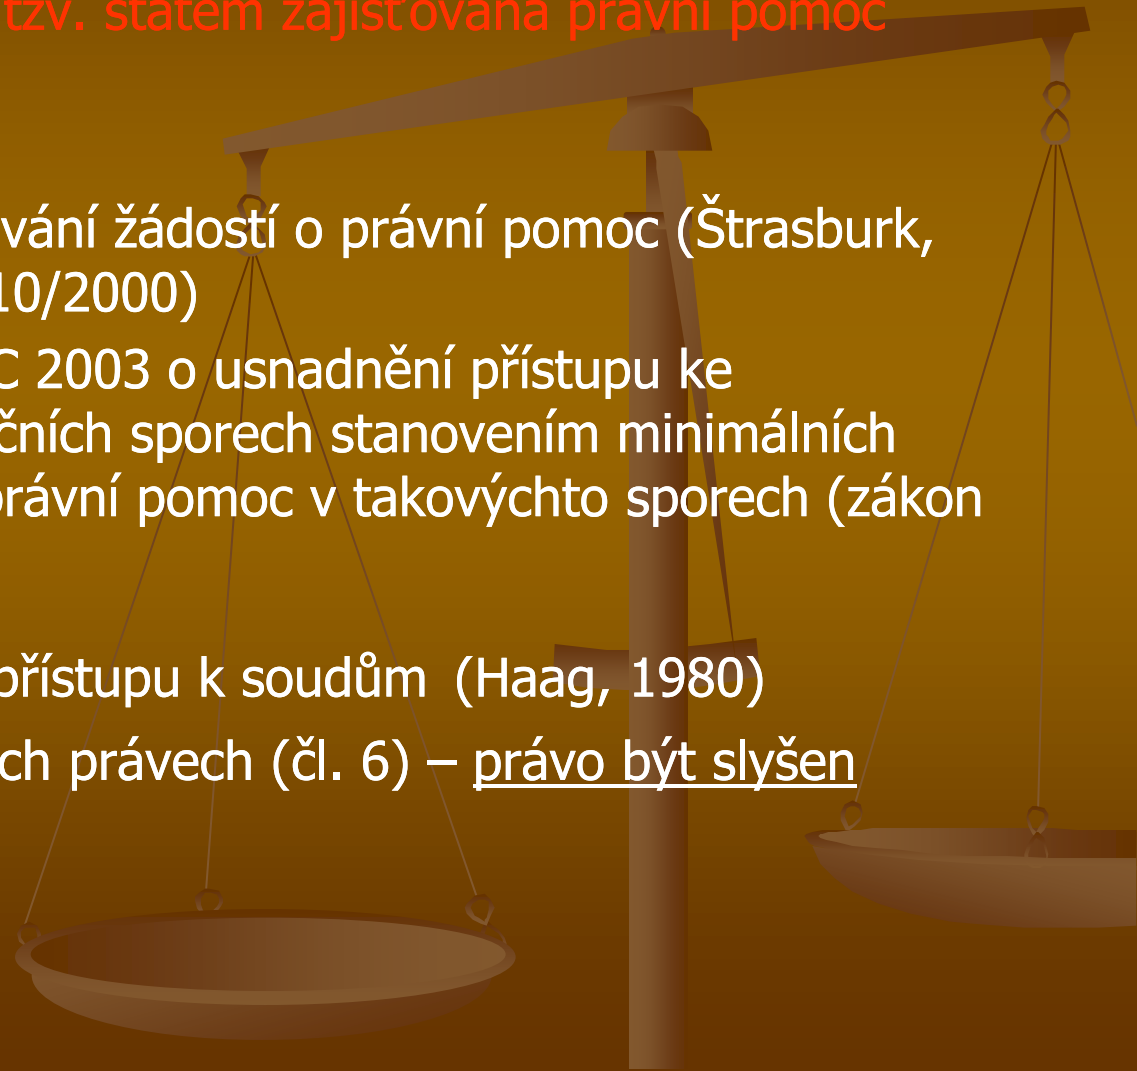 tzv. státem zajišťovaná právní pomoc
vání žádostí o právní pomoc (Štrasburk,
10/2000)
C 2003 o usnadnění přístupu ke
čních sporech stanovením minimálních
právní pomoc v takovýchto sporech (zákon
přístupu k soudům (Haag, 1980)
ch právech (čl. 6) – právo být slyšen